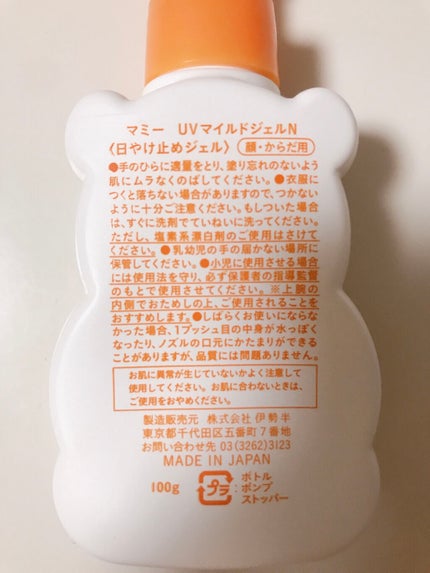 マミー UVマイルドジェルN
〈日やけ止めジェル〉 顔・からだ用
●手のひらに適量をとり、塗り忘れのないよう
肌にムラなくのばしてください。●衣服に
つくと落ちない場合がありますので、つかない
ように十分ご注意ください。もしついた場合
は、すぐに洗剤でていねいに洗ってください。
ただし、塩素系漂白剤のご使用はさけて
ください。●乳幼児の手の届かない場所に
保管してください。●小児に使用させる場合
には使用法を守り、必ず保護者の指導監督
のもとで使用させてください。※上腕の
内側でおためしの上、ご使用されることを
おすすめします。●しばらくお使いにならな
かった場合、1プッシュ目の中身が水っぽく
なったり、ノズルの口元にかたまりができる
ことがありますが、品質には問題ありません。
お肌に異常が生じていないかよく注意して
使用してください。お肌に合わないときは、
ご使用をおやめください。
製造販売元 株式会社 伊勢半
東京都千代田区五番町7番地
お問い合わせ先 03(3262)3123
MADE IN JAPAN
100g プラ ボトル
ポンプ
ストッパー